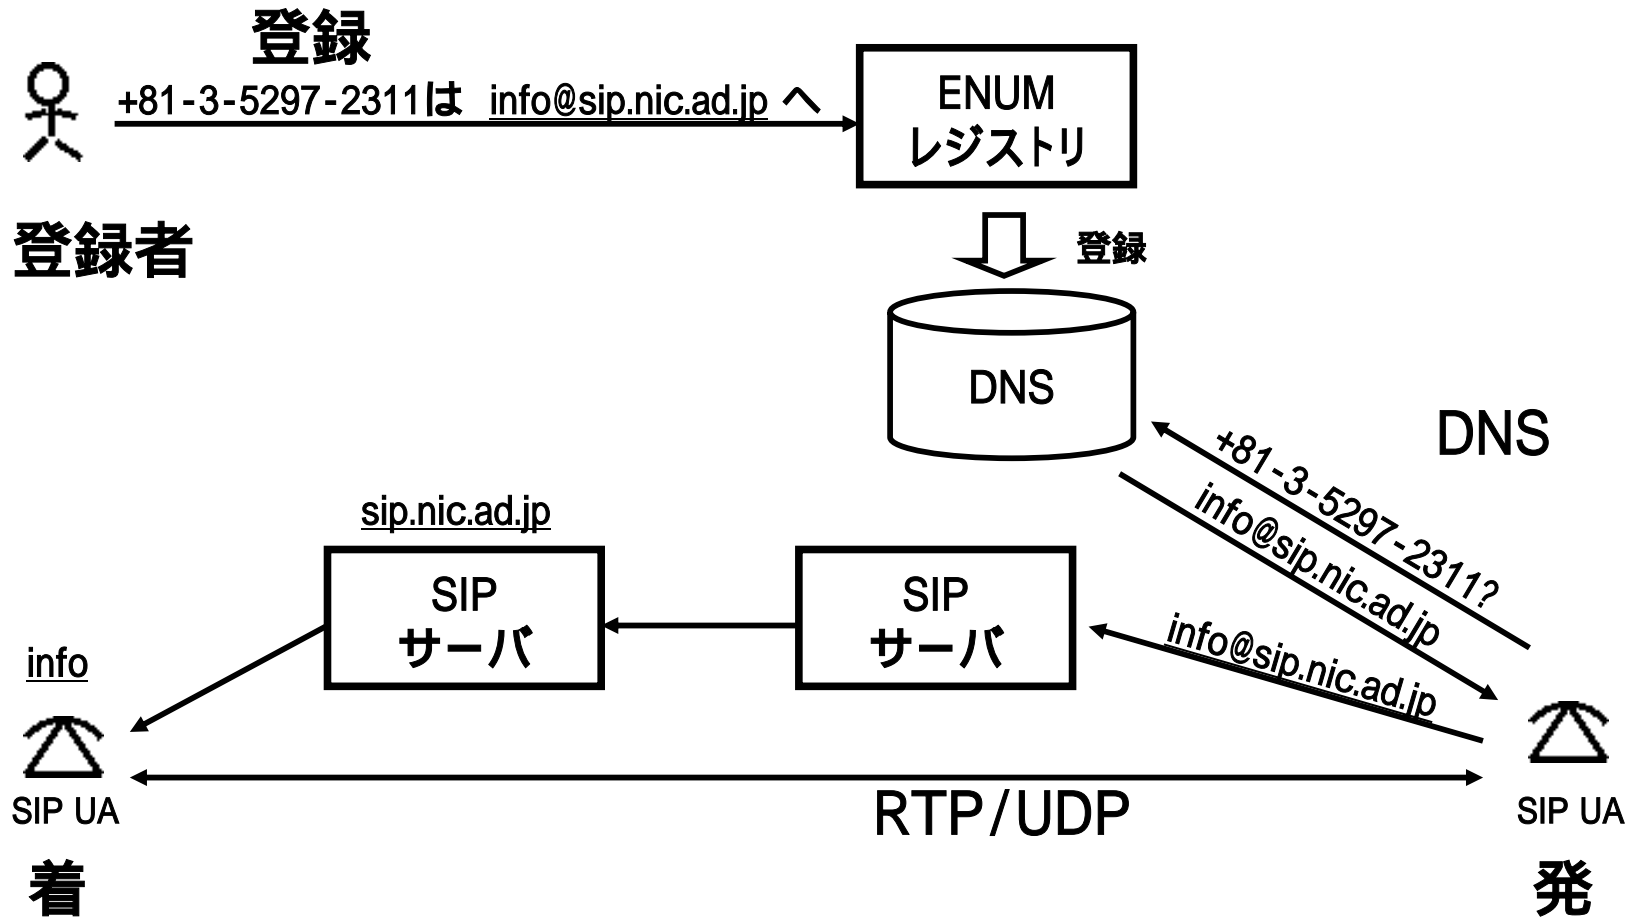 登録
+81-3-5297-2311は info@sip.nic.ad.jp へ
ENUM
レジストリ
登録者
登録
DNS
DNS
+81-3-5297-2311?
info@sip.nic.ad.jp
sip.nic.ad.jp
SIP
サーバ
SIP
サーバ
info@sip.nic.ad.jp
info
SIP UA
RTP/UDP
SIP UA
着
発